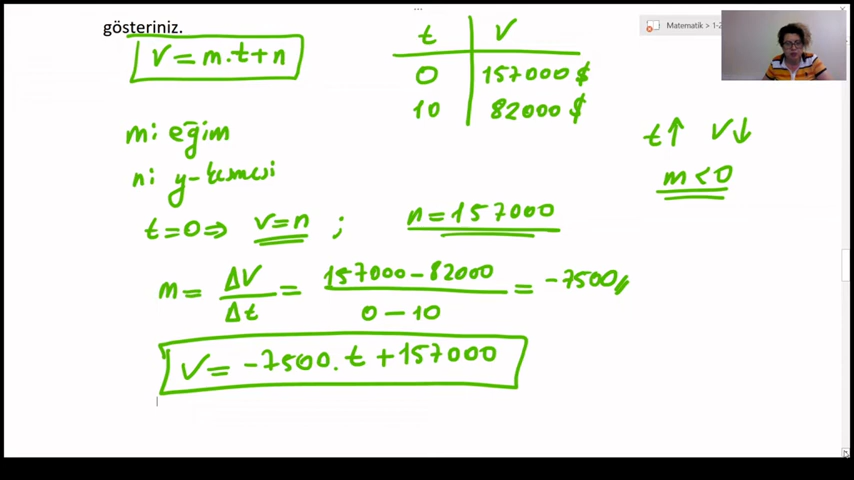 gösteriniz.
Matematik > 1-2
V = m.t+n
t | V
0 | 157000 $
10 | 82000 $
m: eğim
n: y-kesmesi
t↑ V↓
m < 0
t=0 ⇒ V=n ; n=157000
m = ΔV/Δt = (157000-82000)/(0-10) = -7500//
V = -7500.t + 157000